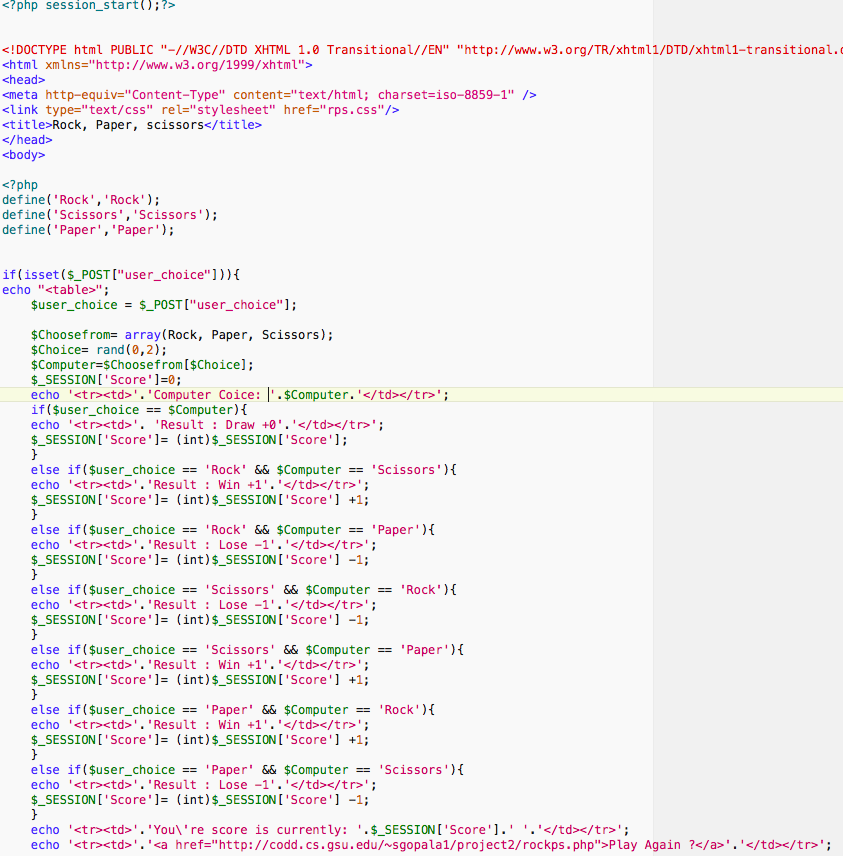 <?php session_start();?>
<!DOCTYPE html PUBLIC "-//W3C//DTD XHTML 1.0 Transitional//EN" "http://www.w3.org/TR/xhtml1/DTD/xhtml1-transitional.
<html xmlns="http://www.w3.org/1999/xhtml">
<head>
<meta http-equiv="Content-Type" content="text/html; charset=iso-8859-1" />
<link type="text/css" rel="stylesheet" href="rps.css"/>
<title>Rock, Paper, scissors</title>
</head>
<body>
<?php
define('Rock','Rock');
define('Scissors','Scissors');
define('Paper','Paper');
if(isset($_POST["user_choice"])){
echo "<table>";
$user_choice = $_POST["user_choice"];
$Choosefrom= array(Rock, Paper, Scissors);
$Choice= rand(0,2);
$Computer=$Choosefrom[$Choice];
$_SESSION['Score']=0;
echo '<tr><td>'.'Computer Coice: '.$Computer.'</td></tr>';
if($user_choice == $Computer){
echo '<tr><td>'. 'Result : Draw +0'.'</td></tr>';
$_SESSION['Score']= (int)$_SESSION['Score'];
}
else if($user_choice == 'Rock' && $Computer == 'Scissors'){
echo '<tr><td>'.'Result : Win +1'.'</td></tr>';
$_SESSION['Score']= (int)$_SESSION['Score'] +1;
}
else if($user_choice == 'Rock' && $Computer == 'Paper'){
echo '<tr><td>'.'Result : Lose -1'.'</td></tr>';
$_SESSION['Score']= (int)$_SESSION['Score'] -1;
}
else if($user_choice == 'Scissors' && $Computer == 'Rock'){
echo '<tr><td>'.'Result : Lose -1'.'</td></tr>';
$_SESSION['Score']= (int)$_SESSION['Score'] -1;
}
else if($user_choice == 'Scissors' && $Computer == 'Paper'){
echo '<tr><td>'.'Result : Win +1'.'</td></tr>';
$_SESSION['Score']= (int)$_SESSION['Score'] +1;
}
else if($user_choice == 'Paper' && $Computer == 'Rock'){
echo '<tr><td>'.'Result : Win +1'.'</td></tr>';
$_SESSION['Score']= (int)$_SESSION['Score'] +1;
}
else if($user_choice == 'Paper' && $Computer == 'Scissors'){
echo '<tr><td>'.'Result : Lose -1'.'</td></tr>';
$_SESSION['Score']= (int)$_SESSION['Score'] -1;
}
echo '<tr><td>'.'You\'re score is currently: '.$_SESSION['Score'].' '.'</td></tr>';
echo '<tr><td>'.'<a href="http://codd.cs.gsu.edu/~sgopala1/project2/rockps.php">Play Again ?</a>'.'</td></tr>';